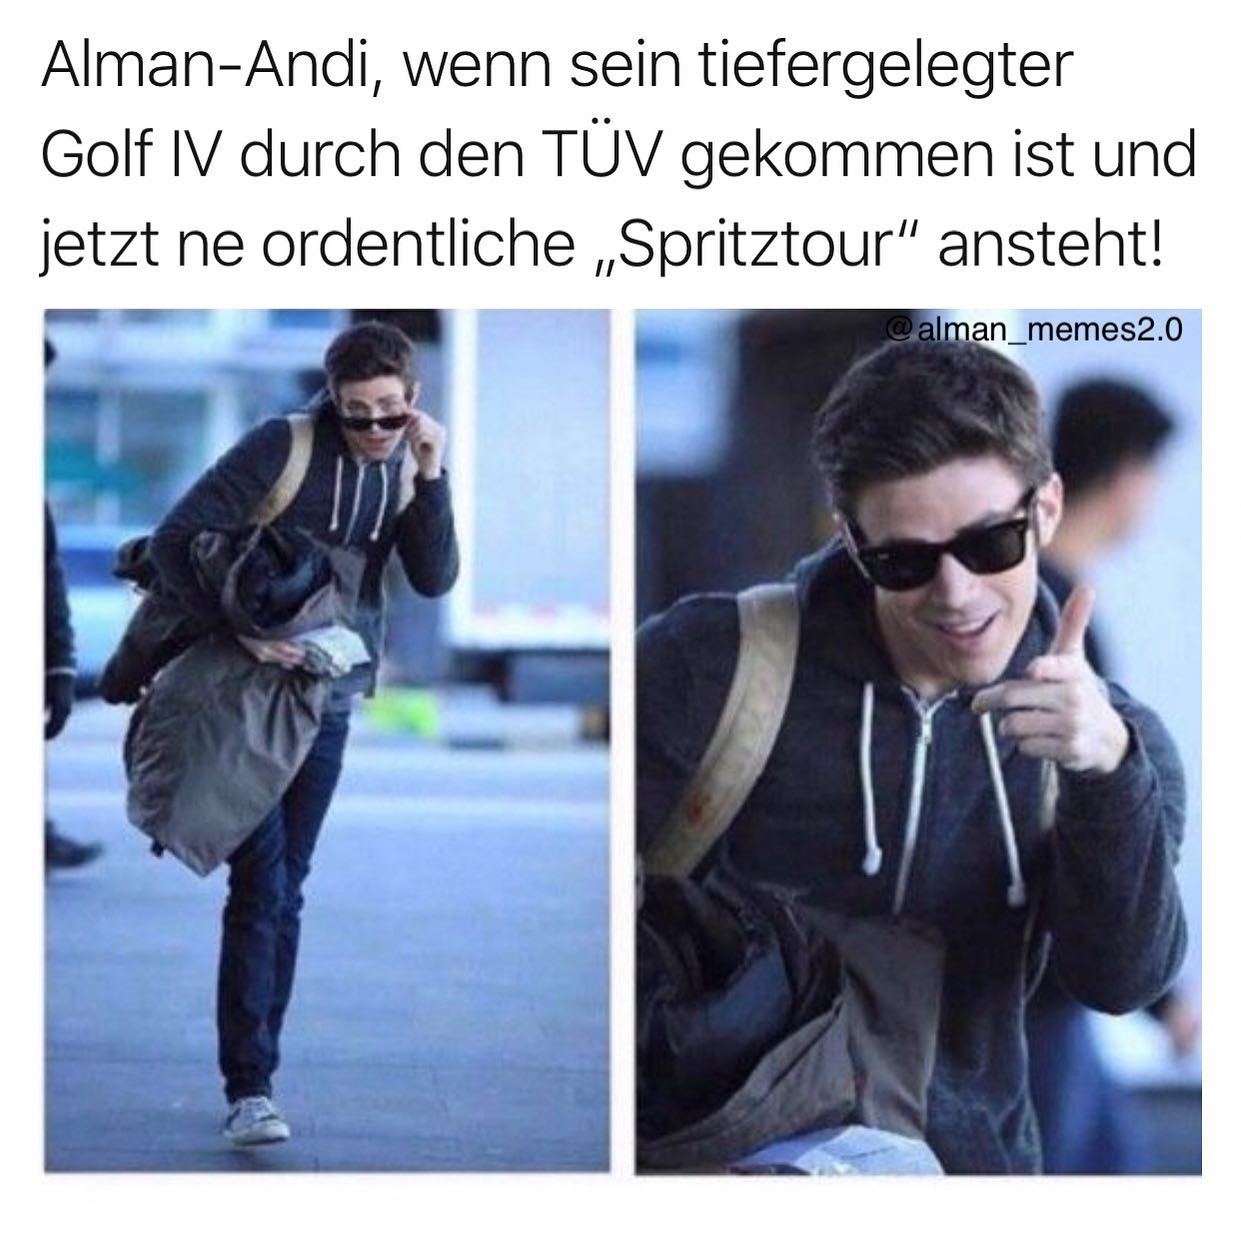 Alman-Andi, wenn sein tiefergelegter
Golf IV durch den TÜV gekommen ist und
jetzt ne ordentliche „Spritztour“ ansteht!
@alman_memes2.0